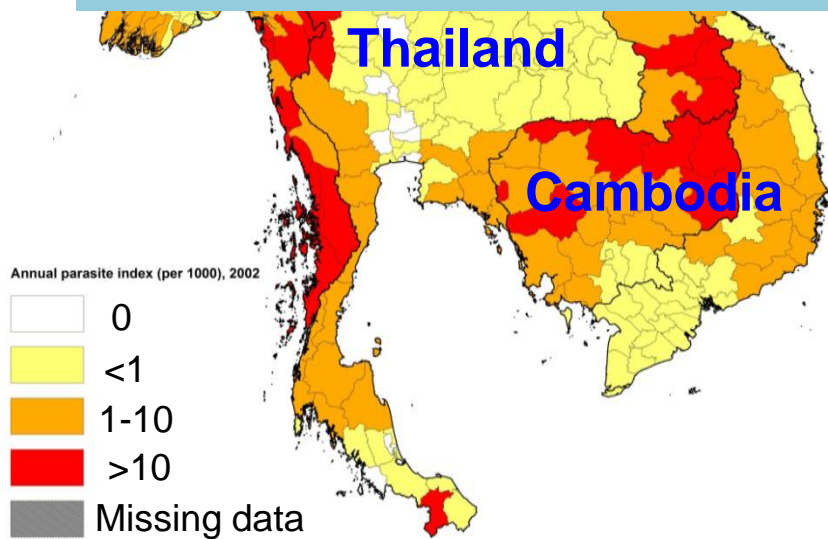 Thailand
Cambodia
Annual parasite index (per 1000), 2002
0
<1
1-10
>10
Missing data